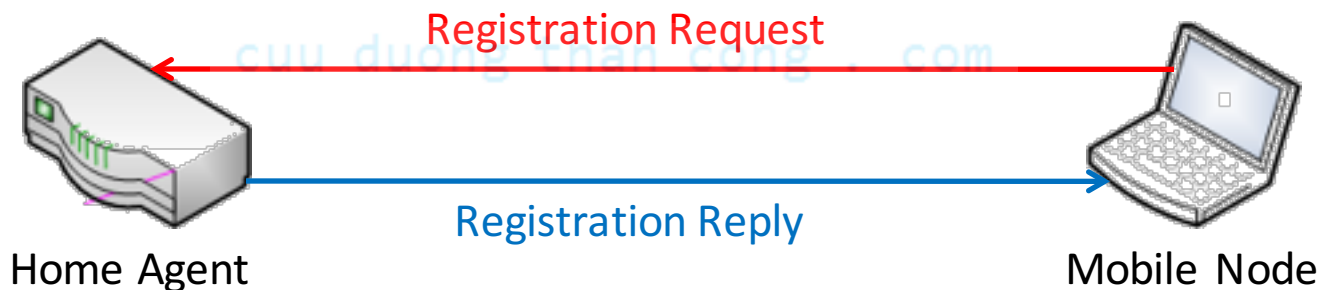 Registration Request
cuu duong than cong . com
Registration Reply
Home Agent
Mobile Node